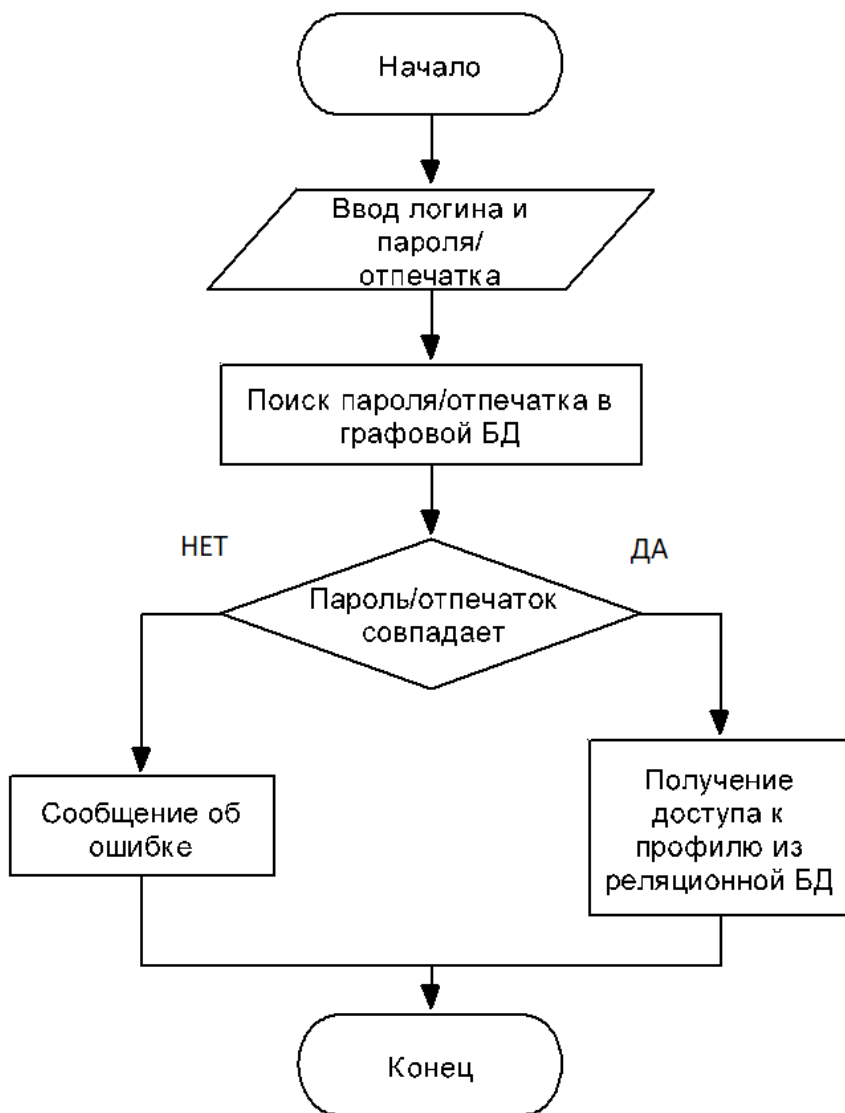 Начало
Ввод логина и
пароля/
отпечатка
Поиск пароля/отпечатка в
графовой БД
НЕТ
ДА
Пароль/отпечаток
совпадает
Сообщение об
ошибке
Получение
доступа к
профилю из
реляционной БД
Конец